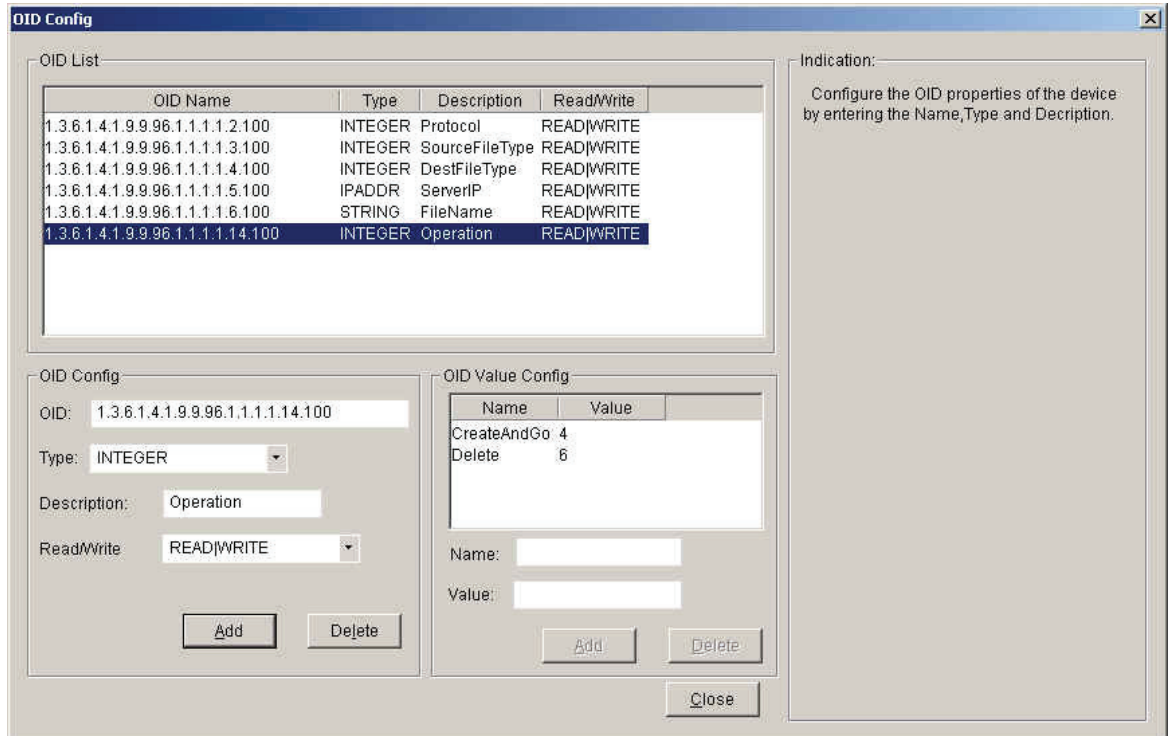 OID Config
OID List
OID Name Type Description Read/Write
1.3.6.1.4.1.9.9.96.1.1.1.1.2.100 INTEGER Protocol READ|WRITE
1.3.6.1.4.1.9.9.96.1.1.1.1.3.100 INTEGER SourceFileType READ|WRITE
1.3.6.1.4.1.9.9.96.1.1.1.1.4.100 INTEGER DestFileType READ|WRITE
1.3.6.1.4.1.9.9.96.1.1.1.1.5.100 IPADDR ServerIP READ|WRITE
1.3.6.1.4.1.9.9.96.1.1.1.1.6.100 STRING FileName READ|WRITE
1.3.6.1.4.1.9.9.96.1.1.1.1.14.100 INTEGER Operation READ|WRITE
Indication:
Configure the OID properties of the device
by entering the Name,Type and Decription.
OID Config
OID: 1.3.6.1.4.1.9.9.96.1.1.1.1.14.100
Type: INTEGER
Description: Operation
Read/Write READ|WRITE
Add Delete
OID Value Config
Name Value
CreateAndGo 4
Delete 6
Name:
Value:
Add Delete
Close